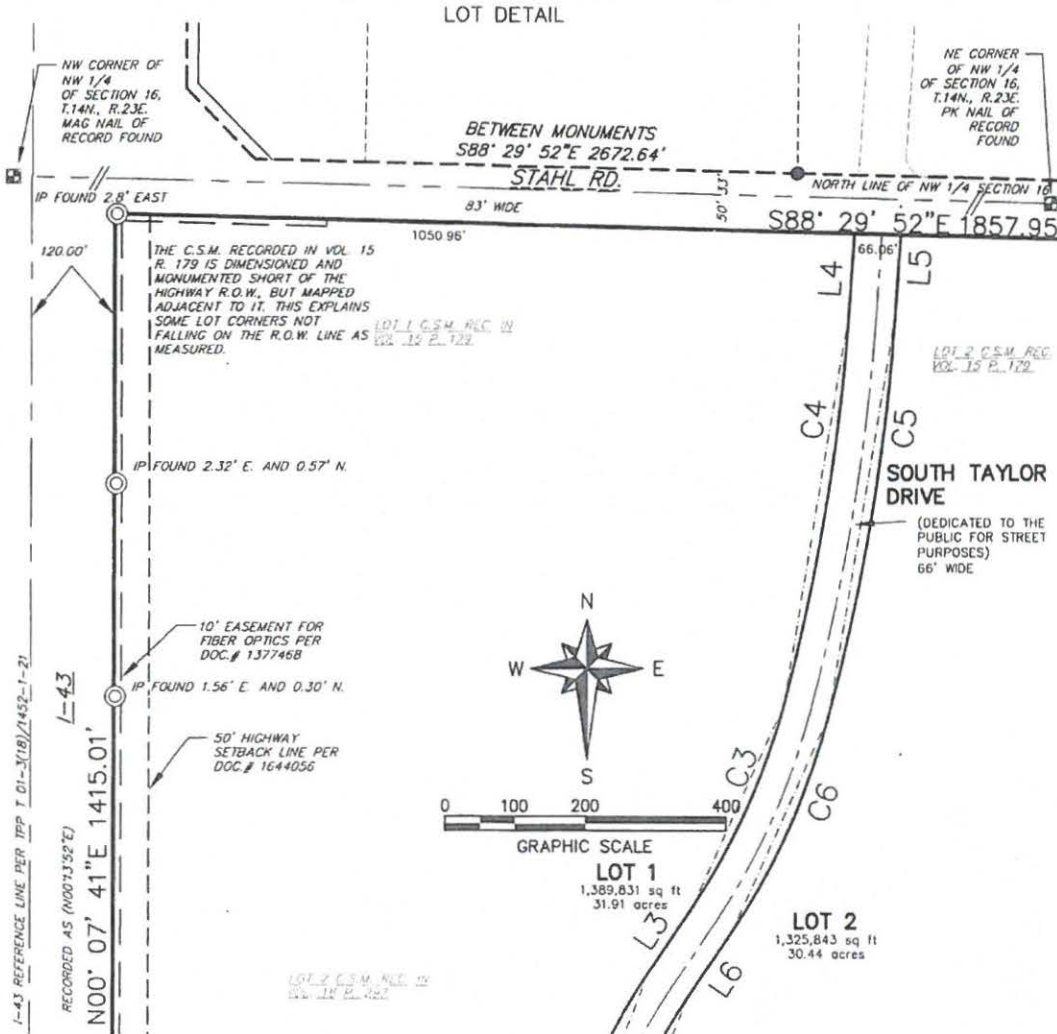 LOT DETAIL
NW CORNER OF
NW 1/4
OF SECTION 16,
T.14N., R.23E.
MAG NAIL OF
RECORD FOUND
NE CORNER
OF NW 1/4
OF SECTION 16,
T.14N., R.23E.
PK NAIL OF
RECORD
FOUND
BETWEEN MONUMENTS
S88° 29' 52"E 2672.64'
STAHL RD.
83' WIDE
50'
33'
NORTH LINE OF NW 1/4 SECTION 16
S88° 29' 52"E 1857.95
IP FOUND 2.8' EAST
1050.96'
66.06'
120.00'
THE C.S.M. RECORDED IN VOL. 15
P. 179 IS DIMENSIONED AND
MONUMENTED SHORT OF THE
HIGHWAY R.O.W., BUT MAPPED
ADJACENT TO IT. THIS EXPLAINS
SOME LOT CORNERS NOT
FALLING ON THE R.O.W. LINE AS
MEASURED.
LOT 1 C.S.M. REC. IN
VOL. 15 P. 179
L4
L5
LOT 2 C.S.M. REC.
VOL. 15 P. 179
C4
C5
IP FOUND 2.32' E. AND 0.57' N.
SOUTH TAYLOR
DRIVE
(DEDICATED TO THE
PUBLIC FOR STREET
PURPOSES)
66' WIDE
10' EASEMENT FOR
FIBER OPTICS PER
DOC.# 1377468
IP FOUND 1.56' E. AND 0.30' N.
50' HIGHWAY
SETBACK LINE PER
DOC.# 1644056
I-43
I-43 REFERENCE LINE PER TPP T 01-3(18)/1452-1-21
RECORDED AS (N00°13'52"E)
N00° 07' 41"E 1415.01'
N
W
E
S
0 100 200 400
GRAPHIC SCALE
C3
C6
LOT 1
1,389,831 sq ft
31.91 acres
L3
LOT 2
1,325,843 sq ft
30.44 acres
L6
LOT 2 C.S.M. REC. IN